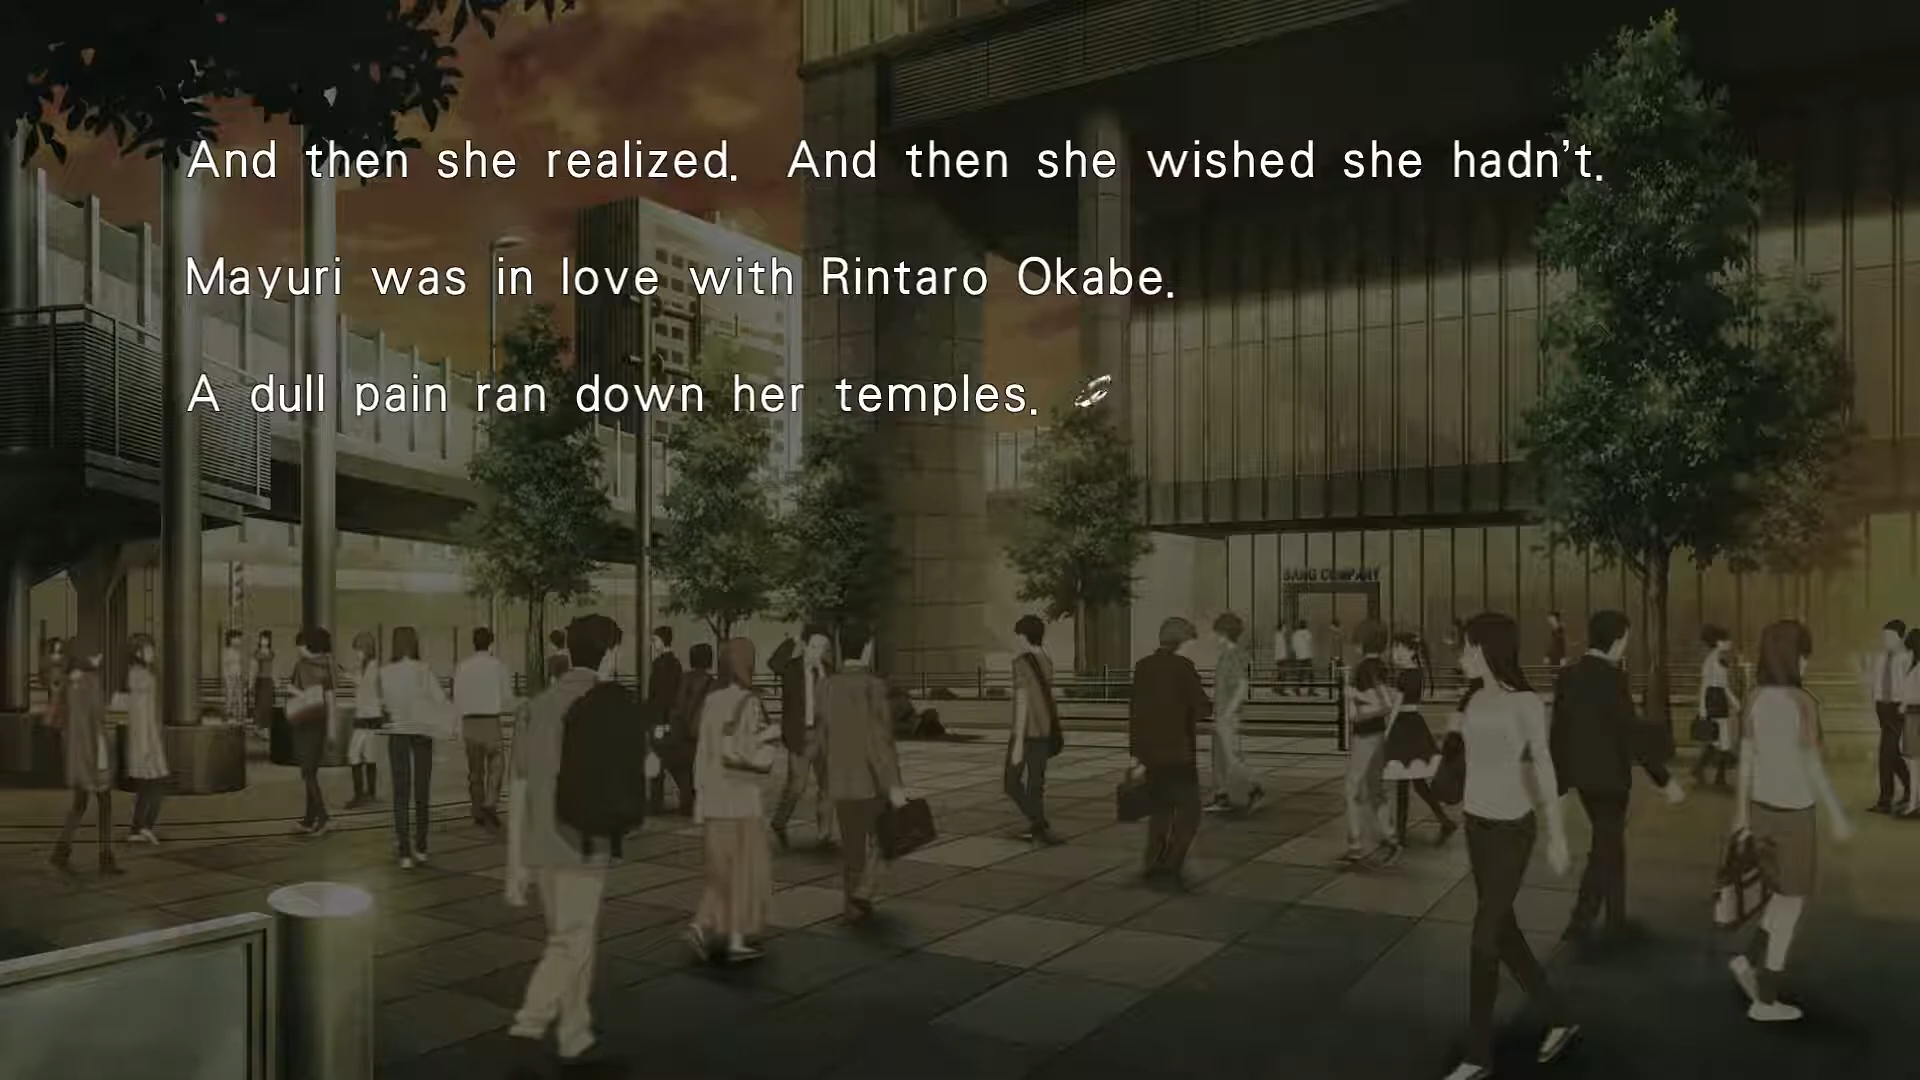 And then she realized. And then she wished she hadn't.
Mayuri was in love with Rintaro Okabe.
A dull pain ran down her temples.